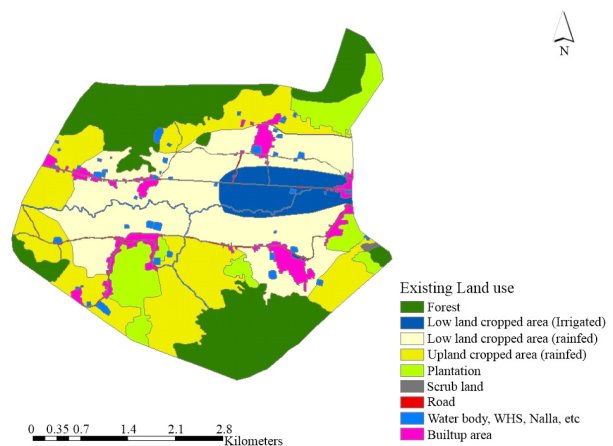 N
Existing Land use
Forest
Low land cropped area (Irrigated)
Low land cropped area (rainfed)
Upland cropped area (rainfed)
Plantation
Scrub land
Road
Water body, WHS, Nalla, etc
Builtup area
0 0.35 0.7 1.4 2.1 2.8
Kilometers